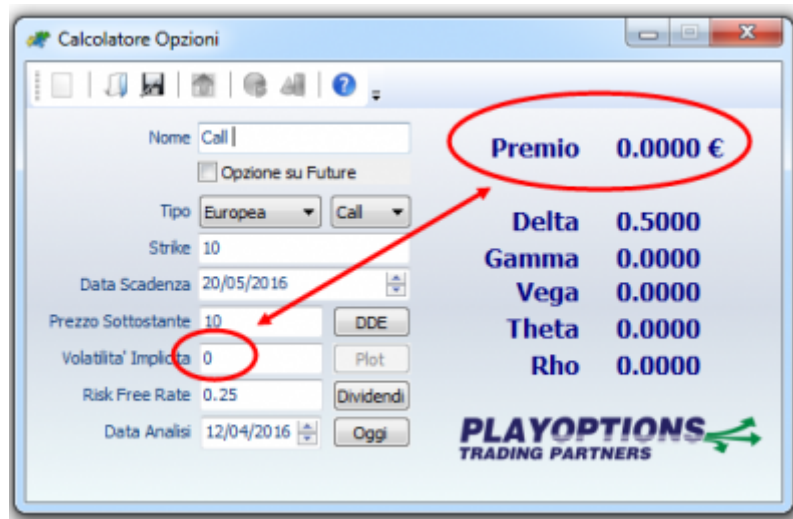 Calcolatore Opzioni
Nome Call
Opzione su Future
Tipo Europea Call
Strike 10
Data Scadenza 20/05/2016
Prezzo Sottostante 10 DDE
Volatilita' Implicita 0 Plot
Risk Free Rate 0.25 Dividendi
Data Analisi 12/04/2016 Oggi
Premio 0.0000 €
Delta 0.5000
Gamma 0.0000
Vega 0.0000
Theta 0.0000
Rho 0.0000
PLAYOPTIONS
TRADING PARTNERS